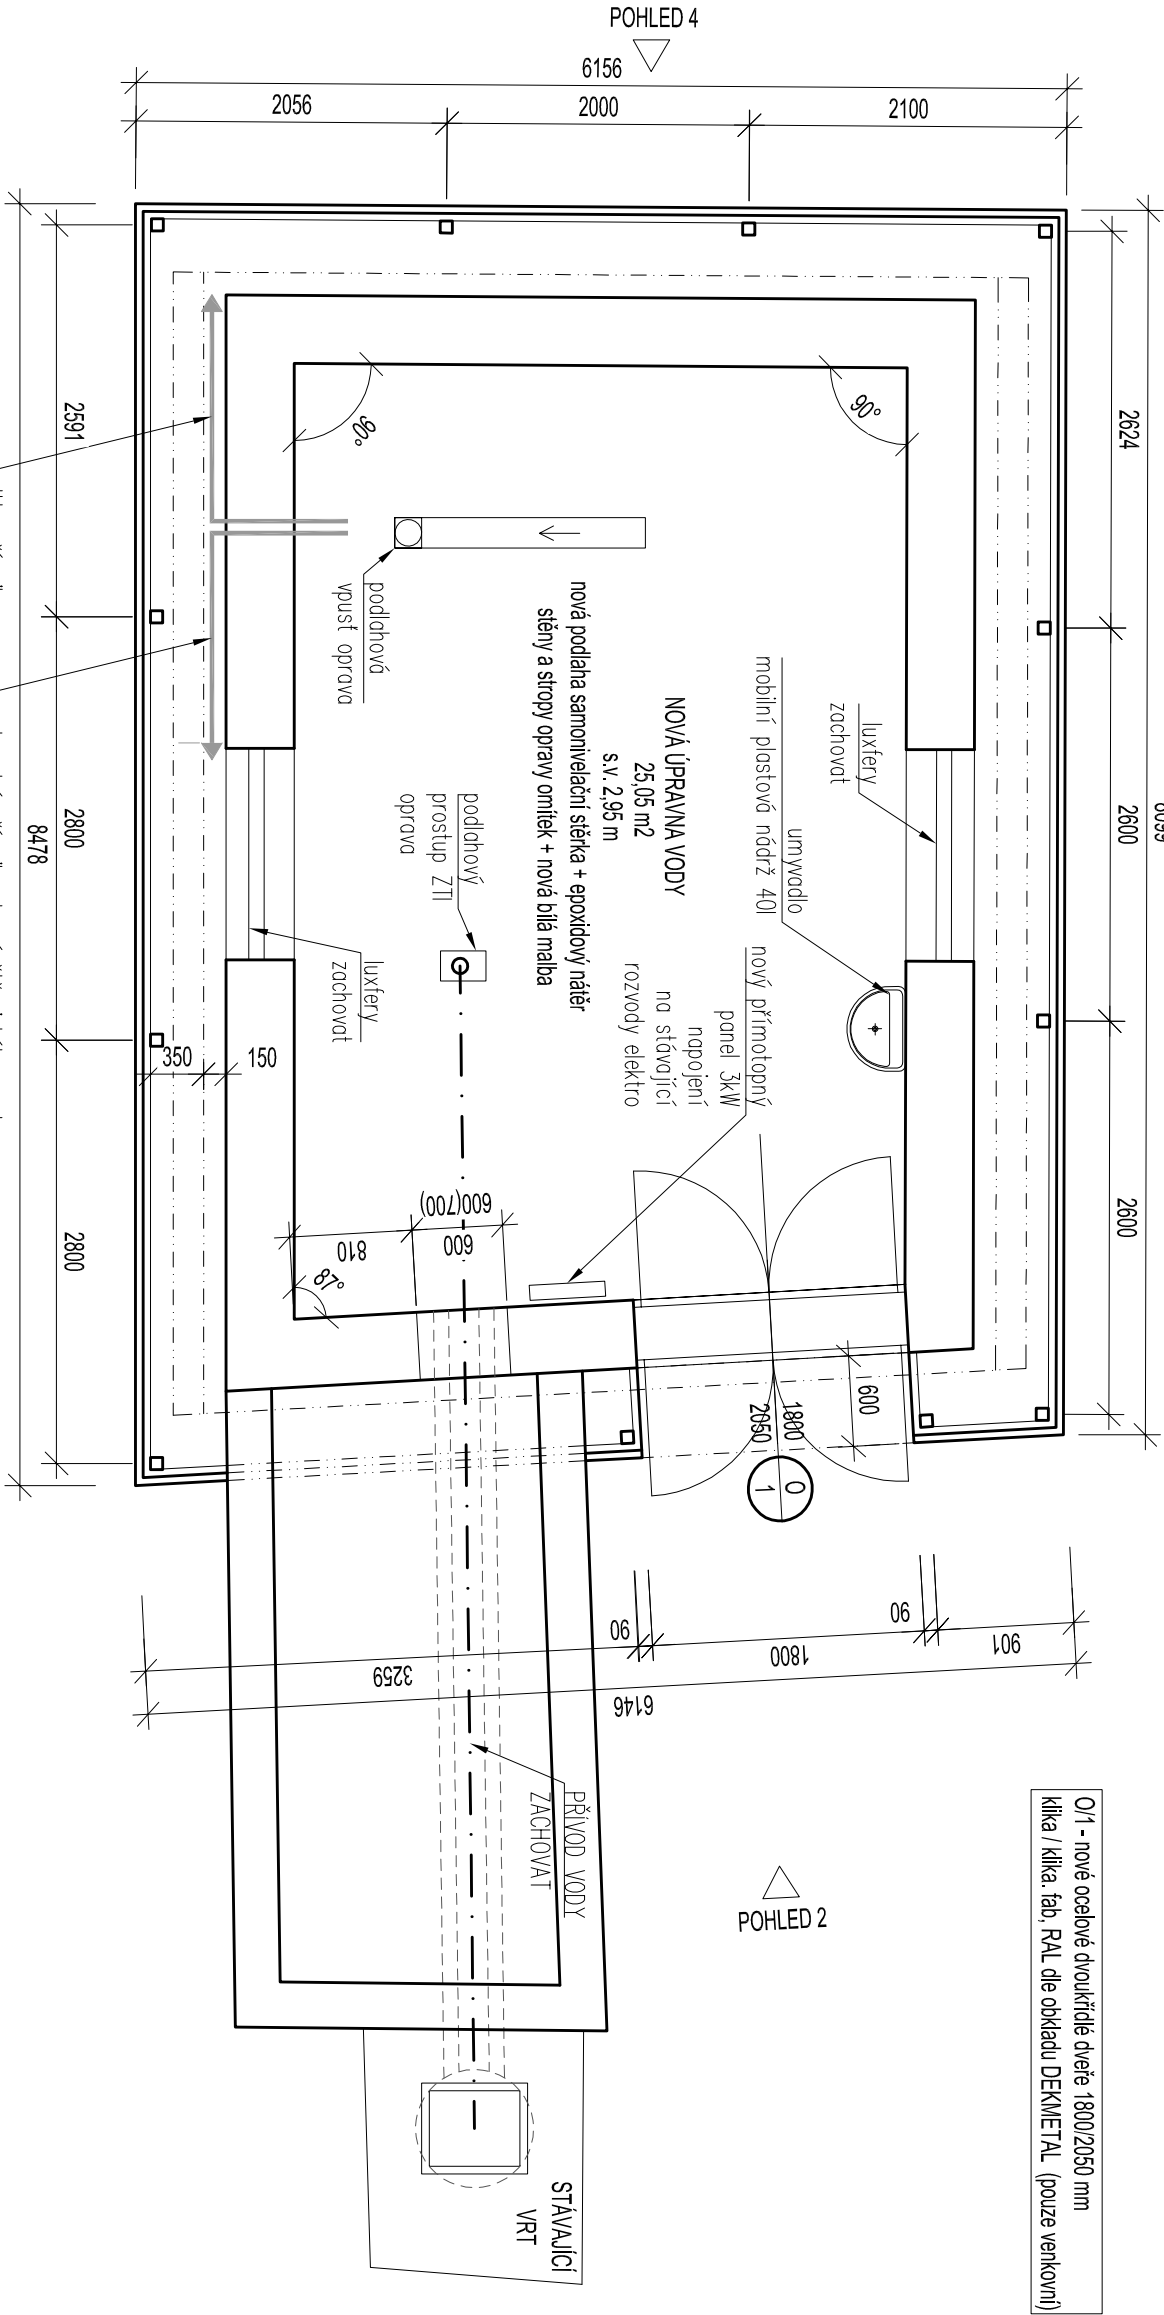 POHLED 4
6156
2056
2000
2100
2624
2600
2600
2591
2800
2800
8478
90°
90°
87°
podlahová
vpusť oprava
nová podlaha samonivelační stěrka + epoxidový nátěr
stěny a stropy opravy omítek + nová bílá malba
NOVÁ ÚPRAVNA VODY
25,05 m2
s.v. 2,95 m
umyvadlo
mobilní plastová nádrž 40l
luxfery
zachovat
podlahový
prostup ZTI
oprava
luxfery
zachovat
nový přímotopný
panel 3kW
napojení
na stávající
rozvody elektro
350
150
600(700)
600
810
600
1800
2050
O
1
90
90
1800
901
3259
6146
PŘÍVOD VODY
ZACHOVAT
POHLED 2
O/1 - nové ocelové dvoukřídlé dveře 1800/2050 mm
klika / klika. fab, RAL dle obkladu DEKMETAL (pouze venkovní)
STÁVAJÍCÍ
VRT